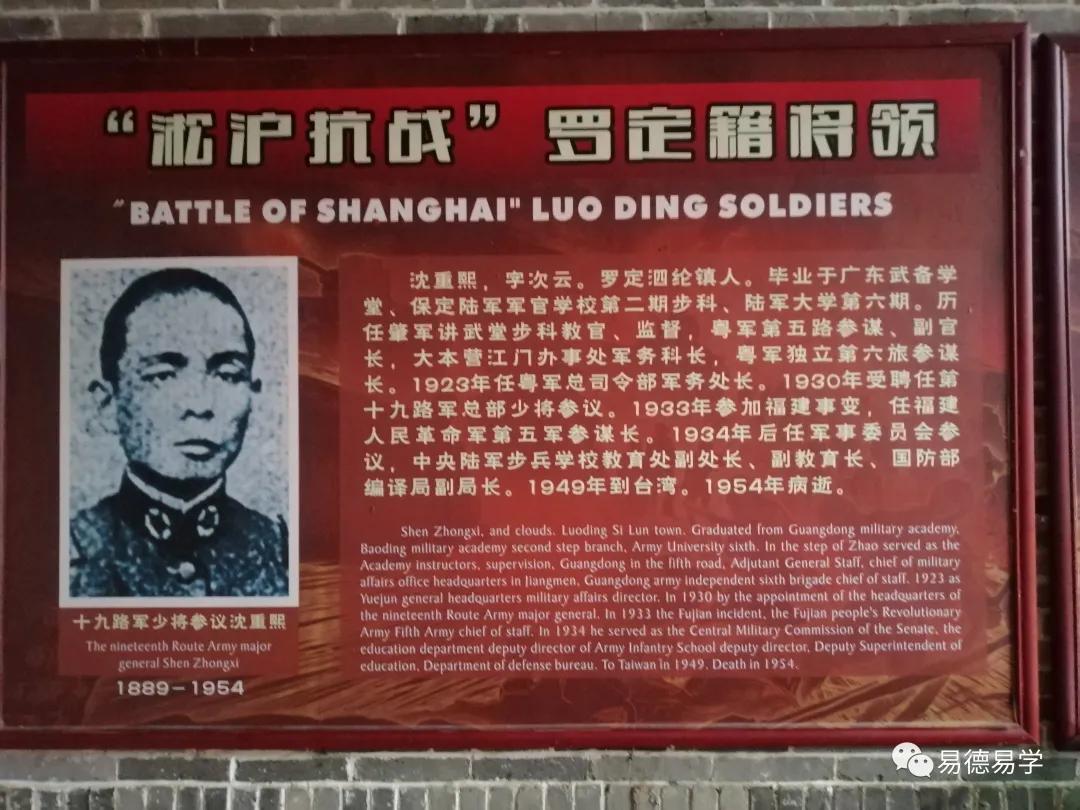 “淞沪抗战”罗定籍将领
"BATTLE OF SHANGHAI" LUO DING SOLDIERS
沈重熙，字次云。罗定泗纶镇人。毕业于广东武备学
堂、保定陆军军官学校第二期步科、陆军大学第六期。历
任肇军讲武堂步科教官、监督，粤军第五路参谋、副官
长，大本营江门办事处军务科长，粤军独立第六旅参谋
长。1923年任粤军总司令部军务处长。1930年受聘任第
十九路军总部少将参议。1933年参加福建事变，任福建
人民革命军第五军参谋长。1934年后任军事委员会参
议，中央陆军步兵学校教育处副处长、副教育长、国防部
编译局副局长。1949年到台湾。1954年病逝。
Shen Zhongxi, and clouds. Luoding Si Lun town. Graduated from Guangdong military academy,
Baoding military academy second step branch, Army University sixth. In the step of Zhao served as the
Academy instructors, supervision, Guangdong in the fifth road, Adjutant General Staff, chief of military
affairs office headquarters in Jiangmen, Guangdong army independent sixth brigade chief of staff. 1923 as
Yuejun general headquarters military affairs director. In 1930 by the appointment of the headquarters of
the nineteenth Route Army major general. In 1933 the Fujian incident, the Fujian people's Revolutionary
Army Fifth Army chief of staff. In 1934 he served as the Central Military Commission of the Senate, the
education department deputy director of Army Infantry School deputy director, Deputy Superintendent of
education, Department of defense bureau. To Taiwan in 1949. Death in 1954.
十九路军少将参议沈重熙
The nineteenth Route Army major
general Shen Zhongxi
1889－1954
易德易学